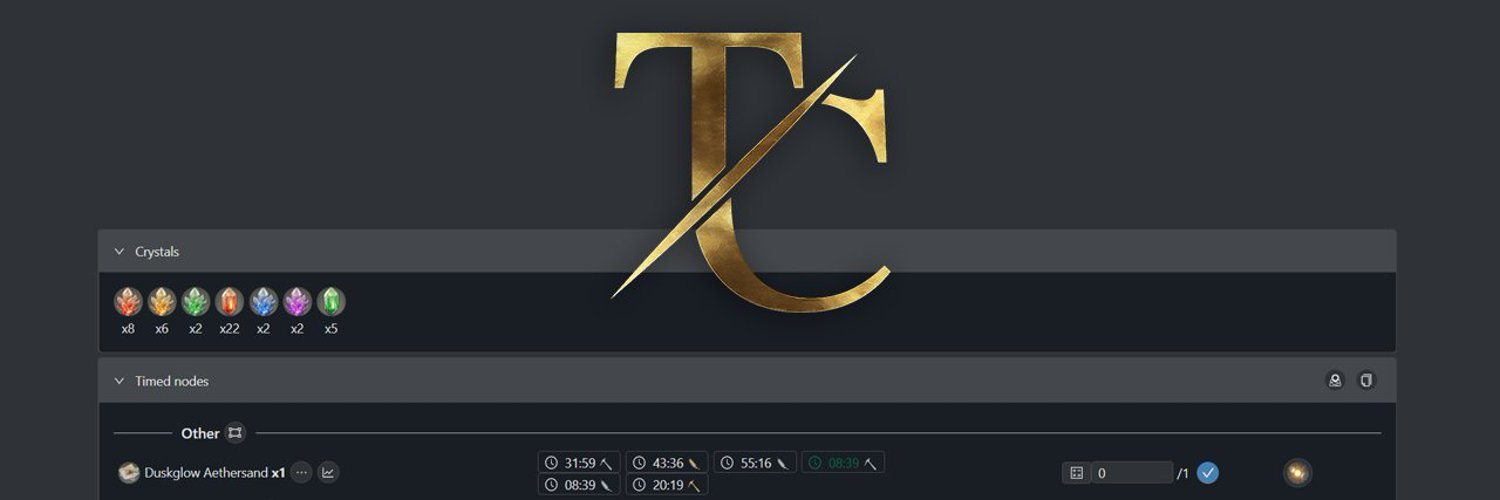 TC
Crystals
x8 x6 x2 x22 x2 x2 x5
Timed nodes
Other
Duskglow Aethersand x1 ... 31:59 43:36 55:16 08:39 0 /1
08:39 20:19